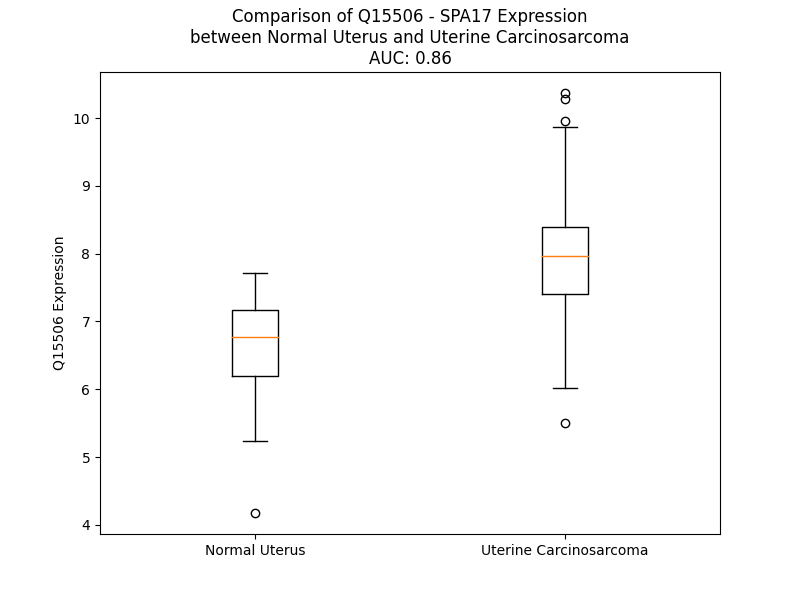 Comparison of Q15506 - SPA17 Expression
between Normal Uterus and Uterine Carcinosarcoma
AUC: 0.86
10
9
8
7
6
5
4
Q15506 Expression
Normal Uterus
Uterine Carcinosarcoma